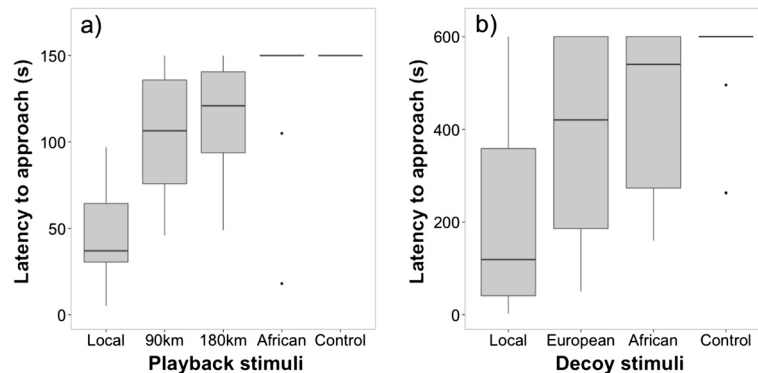 a)
Latency to approach (s)
150
100
50
0
Local 90km 180km African Control
Playback stimuli
b)
Latency to approach (s)
600
400
200
0
Local European African Control
Decoy stimuli